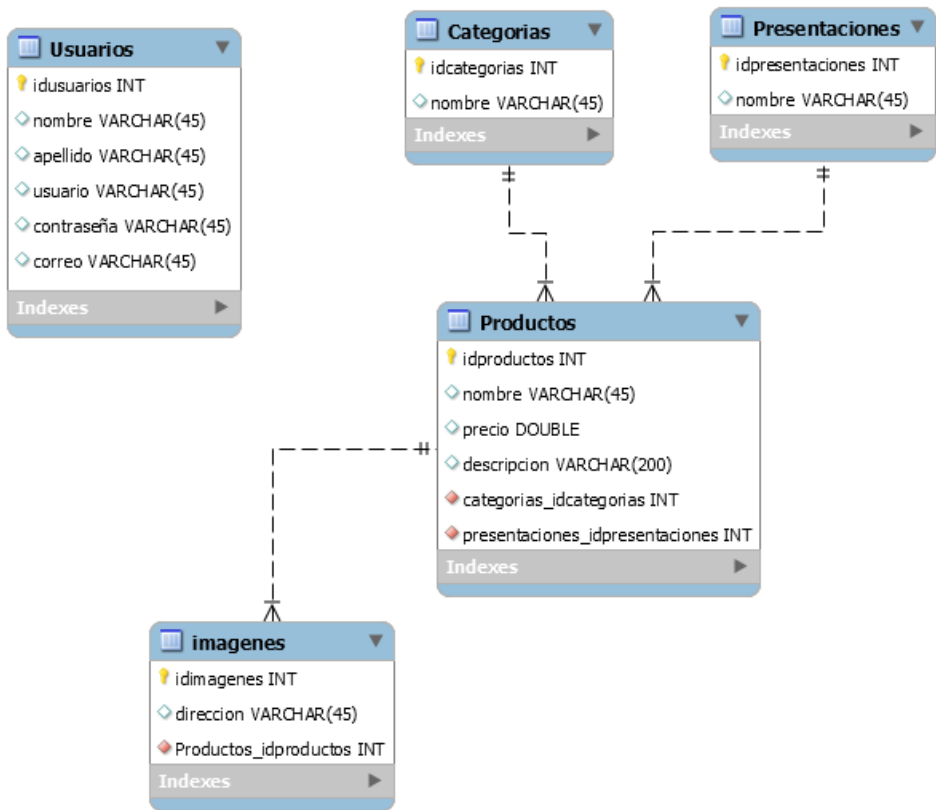 Usuarios
idusuarios INT
nombre VARCHAR(45)
apellido VARCHAR(45)
usuario VARCHAR(45)
contraseña VARCHAR(45)
correo VARCHAR(45)
Indexes
Categorias
idcategorias INT
nombre VARCHAR(45)
Indexes
Presentaciones
idpresentaciones INT
nombre VARCHAR(45)
Indexes
Productos
idproductos INT
nombre VARCHAR(45)
precio DOUBLE
descripcion VARCHAR(200)
categorias_idcategorias INT
presentaciones_idpresentaciones INT
Indexes
imagenes
idimagenes INT
direccion VARCHAR(45)
Productos_idproductos INT
Indexes